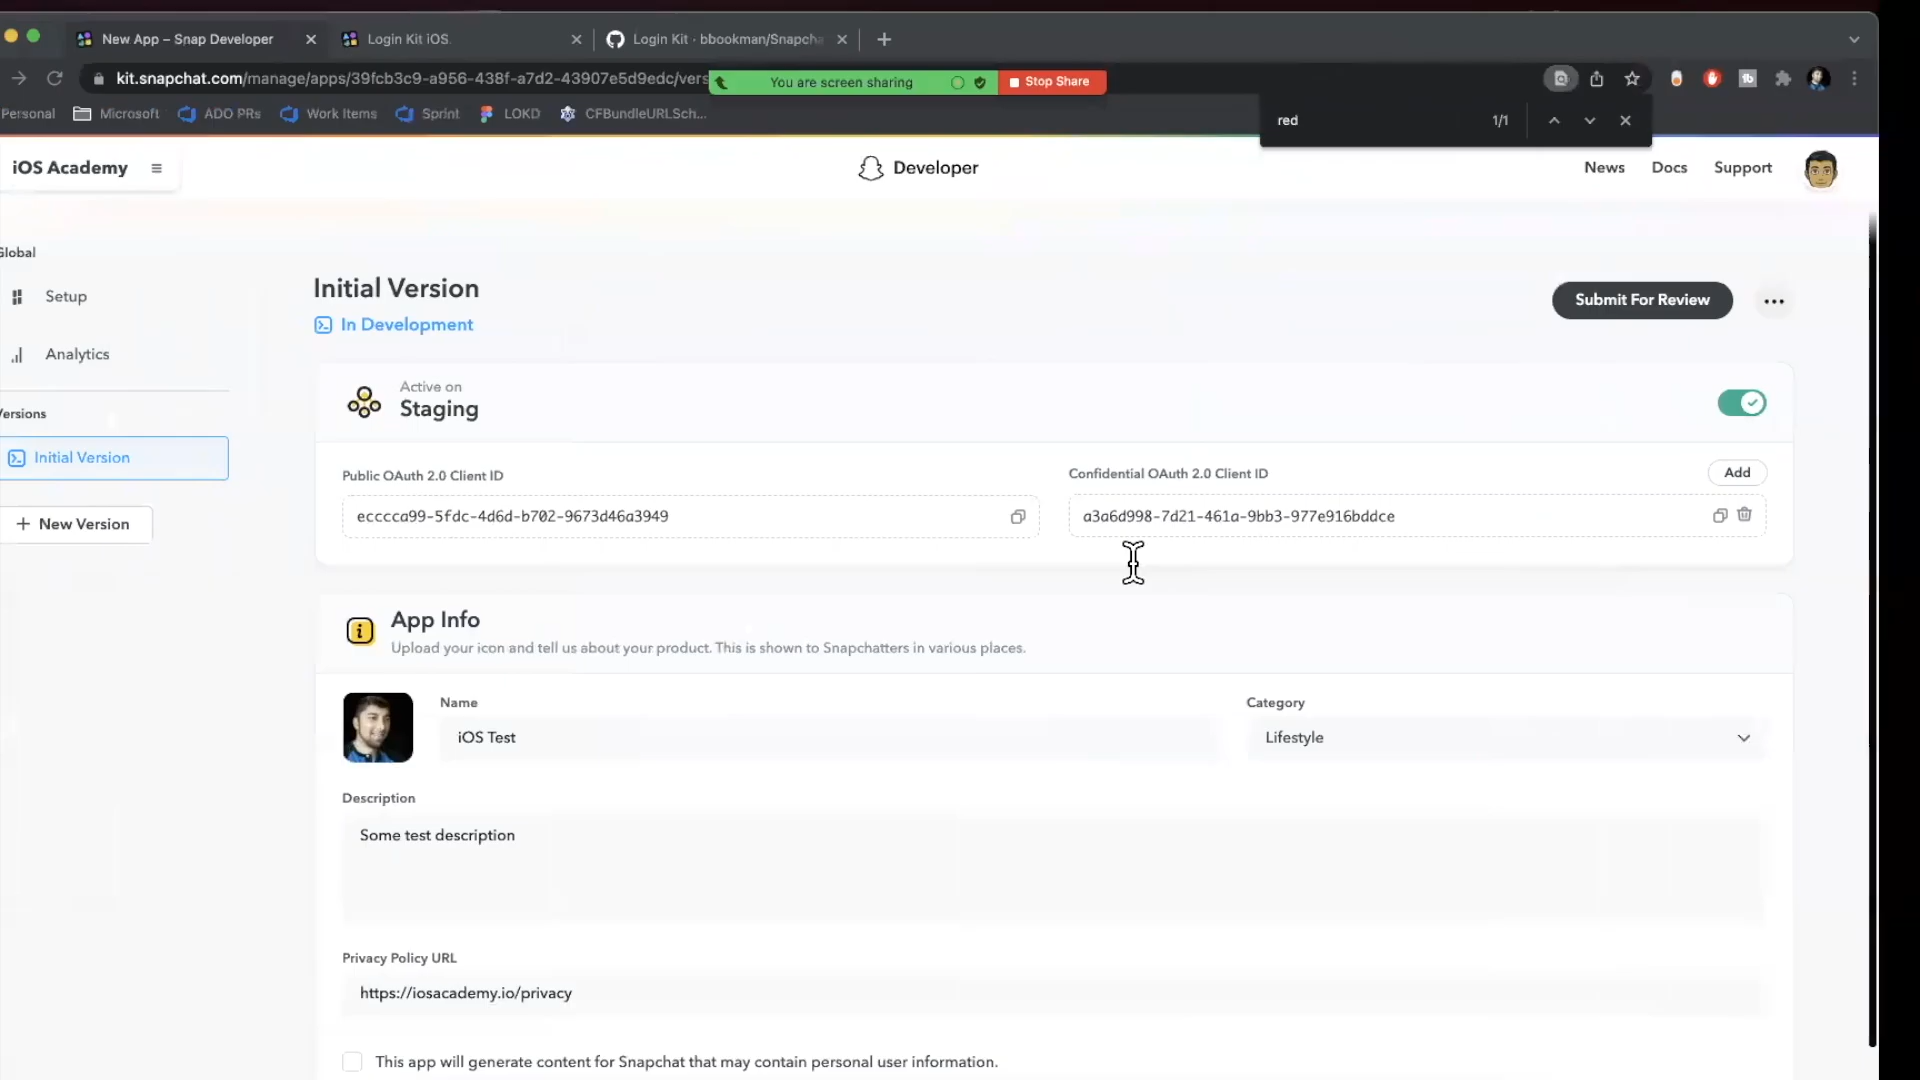 New App – Snap Developer
Login Kit iOS
Login Kit · bbookman/Snapcha
kit.snapchat.com/manage/apps/39fcb3c9-a956-438f-a7d2-43907e5d9edc/vers
You are screen sharing
Stop Share
Personal
Microsoft
ADO PRs
Work Items
Sprint
LOKD
CFBundleURLSch...
red
1/1
iOS Academy
Developer
News
Docs
Support
Global
Setup
Analytics
Versions
Initial Version
New Version
Initial Version
In Development
Submit For Review
Active on
Staging
Public OAuth 2.0 Client ID
ecccca99-5fdc-4d6d-b702-9673d46a3949
Confidential OAuth 2.0 Client ID
Add
a3a6d998-7d21-461a-9bb3-977e916baddce
App Info
Upload your icon and tell us about your product. This is shown to Snapchatters in various places.
Name
iOS Test
Category
Lifestyle
Description
Some test description
Privacy Policy URL
https://iosacademy.io/privacy
This app will generate content for Snapchat that may contain personal user information.